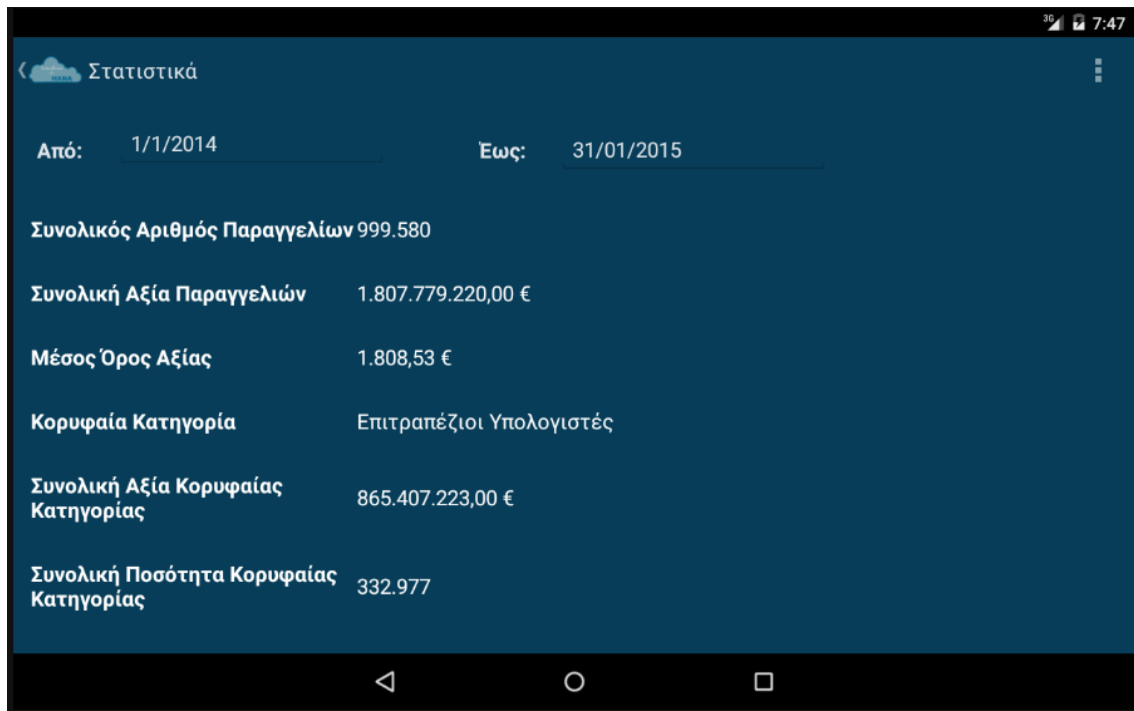 3G 7:47
Στατιστικά
Από: 1/1/2014 Έως: 31/01/2015
Συνολικός Αριθμός Παραγγελίων 999.580
Συνολική Αξία Παραγγελιών 1.807.779.220,00 €
Μέσος Όρος Αξίας 1.808,53 €
Κορυφαία Κατηγορία Επιτραπέζιοι Υπολογιστές
Συνολική Αξία Κορυφαίας
Κατηγορίας
865.407.223,00 €
Συνολική Ποσότητα Κορυφαίας
Κατηγορίας
332.977